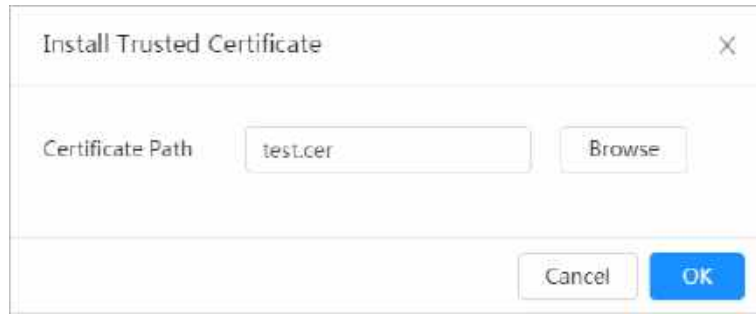 Install Trusted Certificate
Certificate Path test.cer Browse
Cancel OK